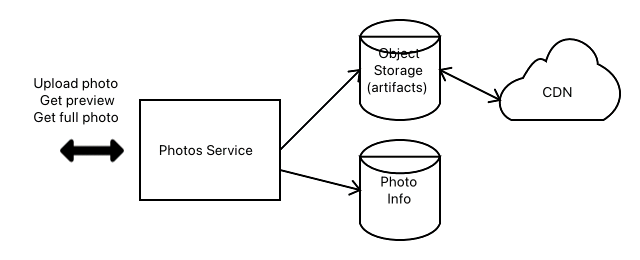 Upload photo
Get preview
Get full photo
Photos Service
Object
Storage
(artifacts)
CDN
Photo
Info